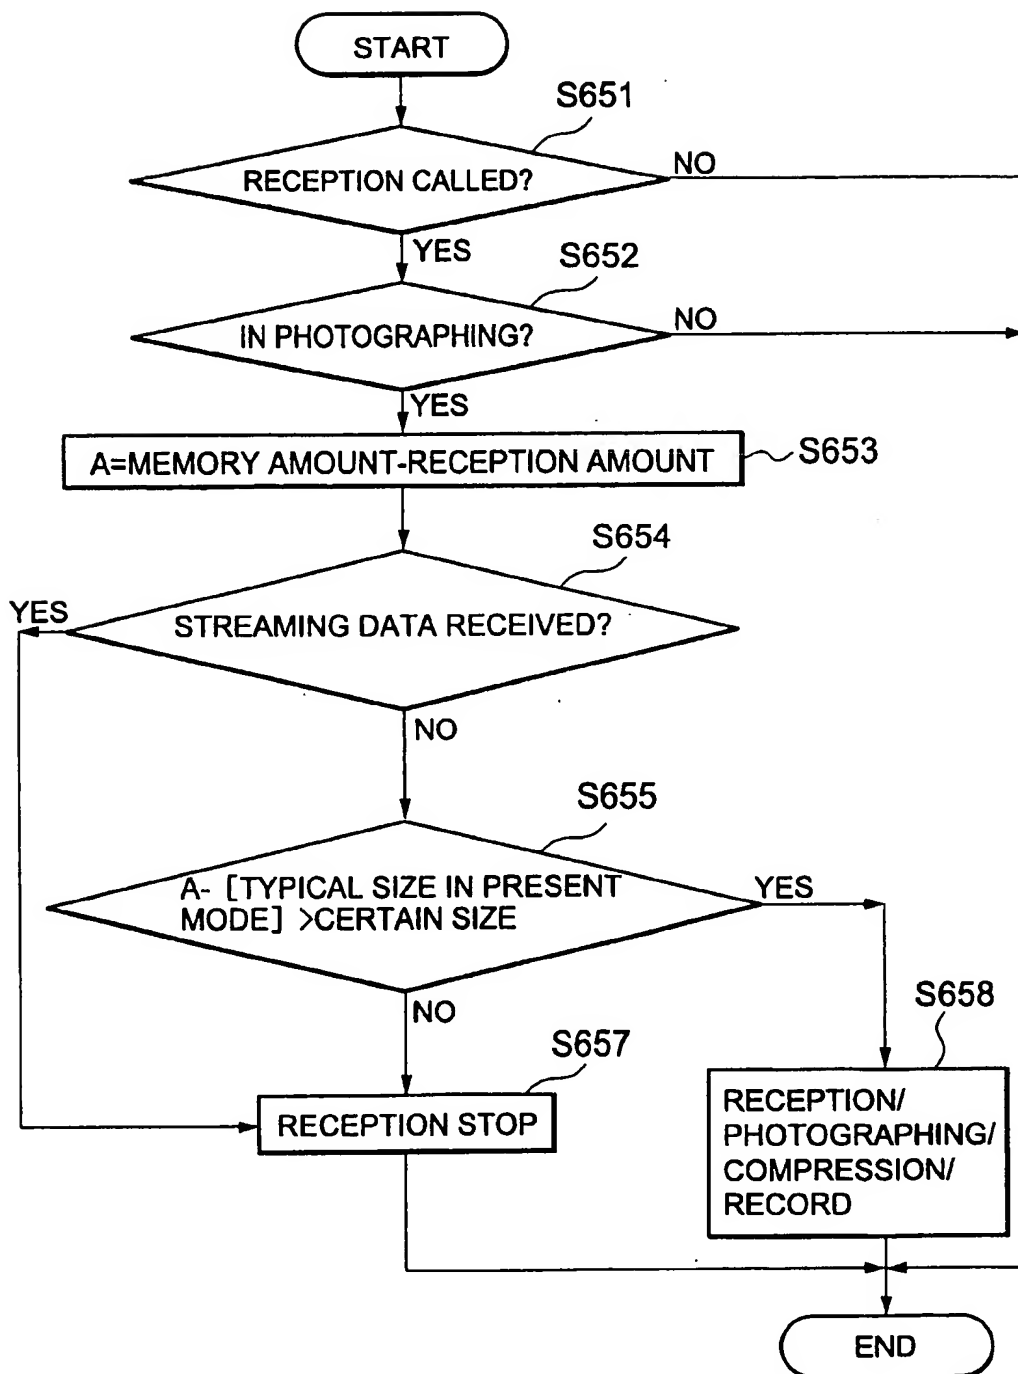 START
S651
RECEPTION CALLED?
NO
YES
S652
IN PHOTOGRAPHING?
NO
YES
A=MEMORY AMOUNT-RECEPTION AMOUNT
S653
S654
YES
STREAMING DATA RECEIVED?
NO
S655
A- [TYPICAL SIZE IN PRESENT
MODE] >CERTAIN SIZE
YES
NO
S657
RECEPTION STOP
S658
RECEPTION/
PHOTOGRAPHING/
COMPRESSION/
RECORD
END